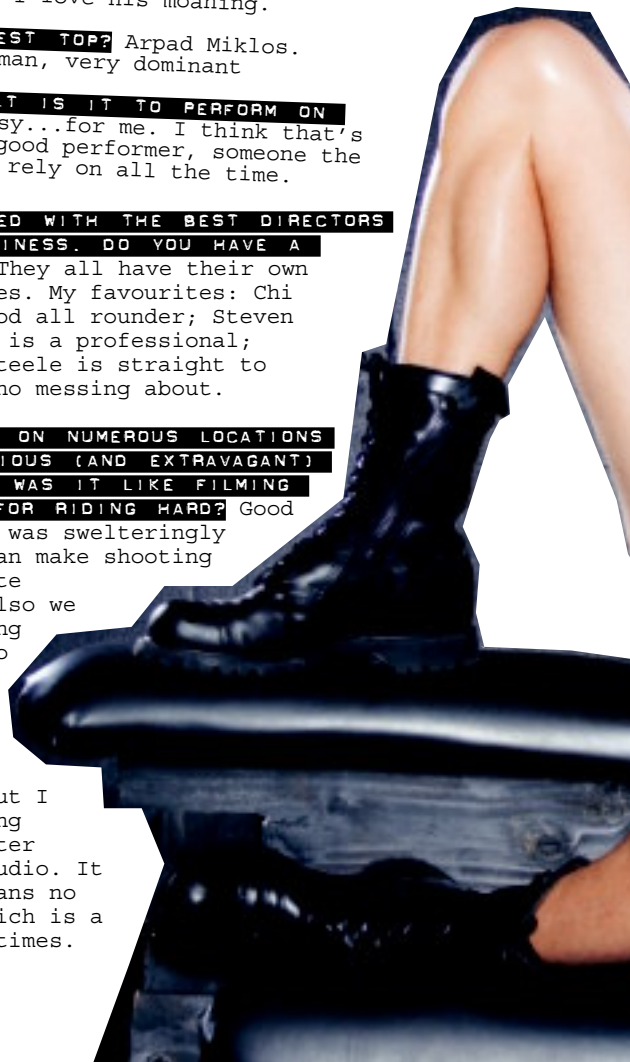 I love his moaning.
EST TOP? Arpad Miklos.
man, very dominant
LT IS IT TO PERFORM ON
sy...for me. I think that's
good performer, someone the
rely on all the time.
ED WITH THE BEST DIRECTORS
INESS. DO YOU HAVE A
They all have their own
es. My favourites: Chi
od all rounder; Steven
is a professional;
teele is straight to
no messing about.
ON NUMEROUS LOCATIONS
IOUS (AND EXTRAVAGANT)
WAS IT LIKE FILMING
FOR RIDING HARD? Good
was swelteringly
an make shooting
te
lso we
ng
o
ut I
ng
ter
udio. It
ans no
ich is a
times.